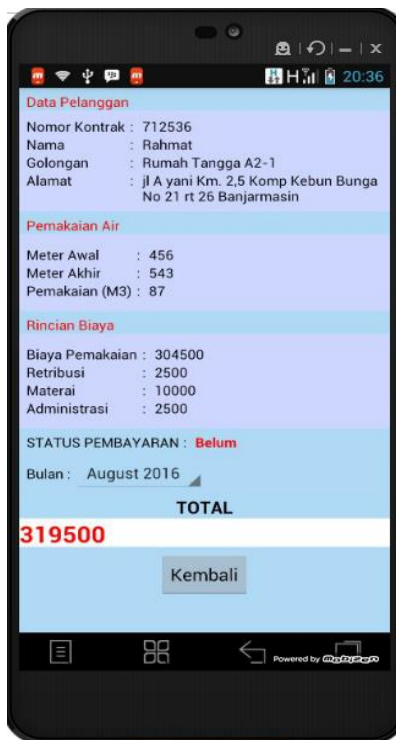 20:36
Data Pelanggan
Nomor Kontrak : 712536
Nama : Rahmat
Golongan : Rumah Tangga A2-1
Alamat : jl A yani Km. 2,5 Komp Kebun Bunga
No 21 rt 26 Banjarmasin
Pemakaian Air
Meter Awal : 456
Meter Akhir : 543
Pemakaian (M3) : 87
Rincian Biaya
Biaya Pemakaian : 304500
Retribusi : 2500
Materai : 10000
Administrasi : 2500
STATUS PEMBAYARAN : Belum
Bulan : August 2016
TOTAL
319500
Kembali
Powered by Mobizen